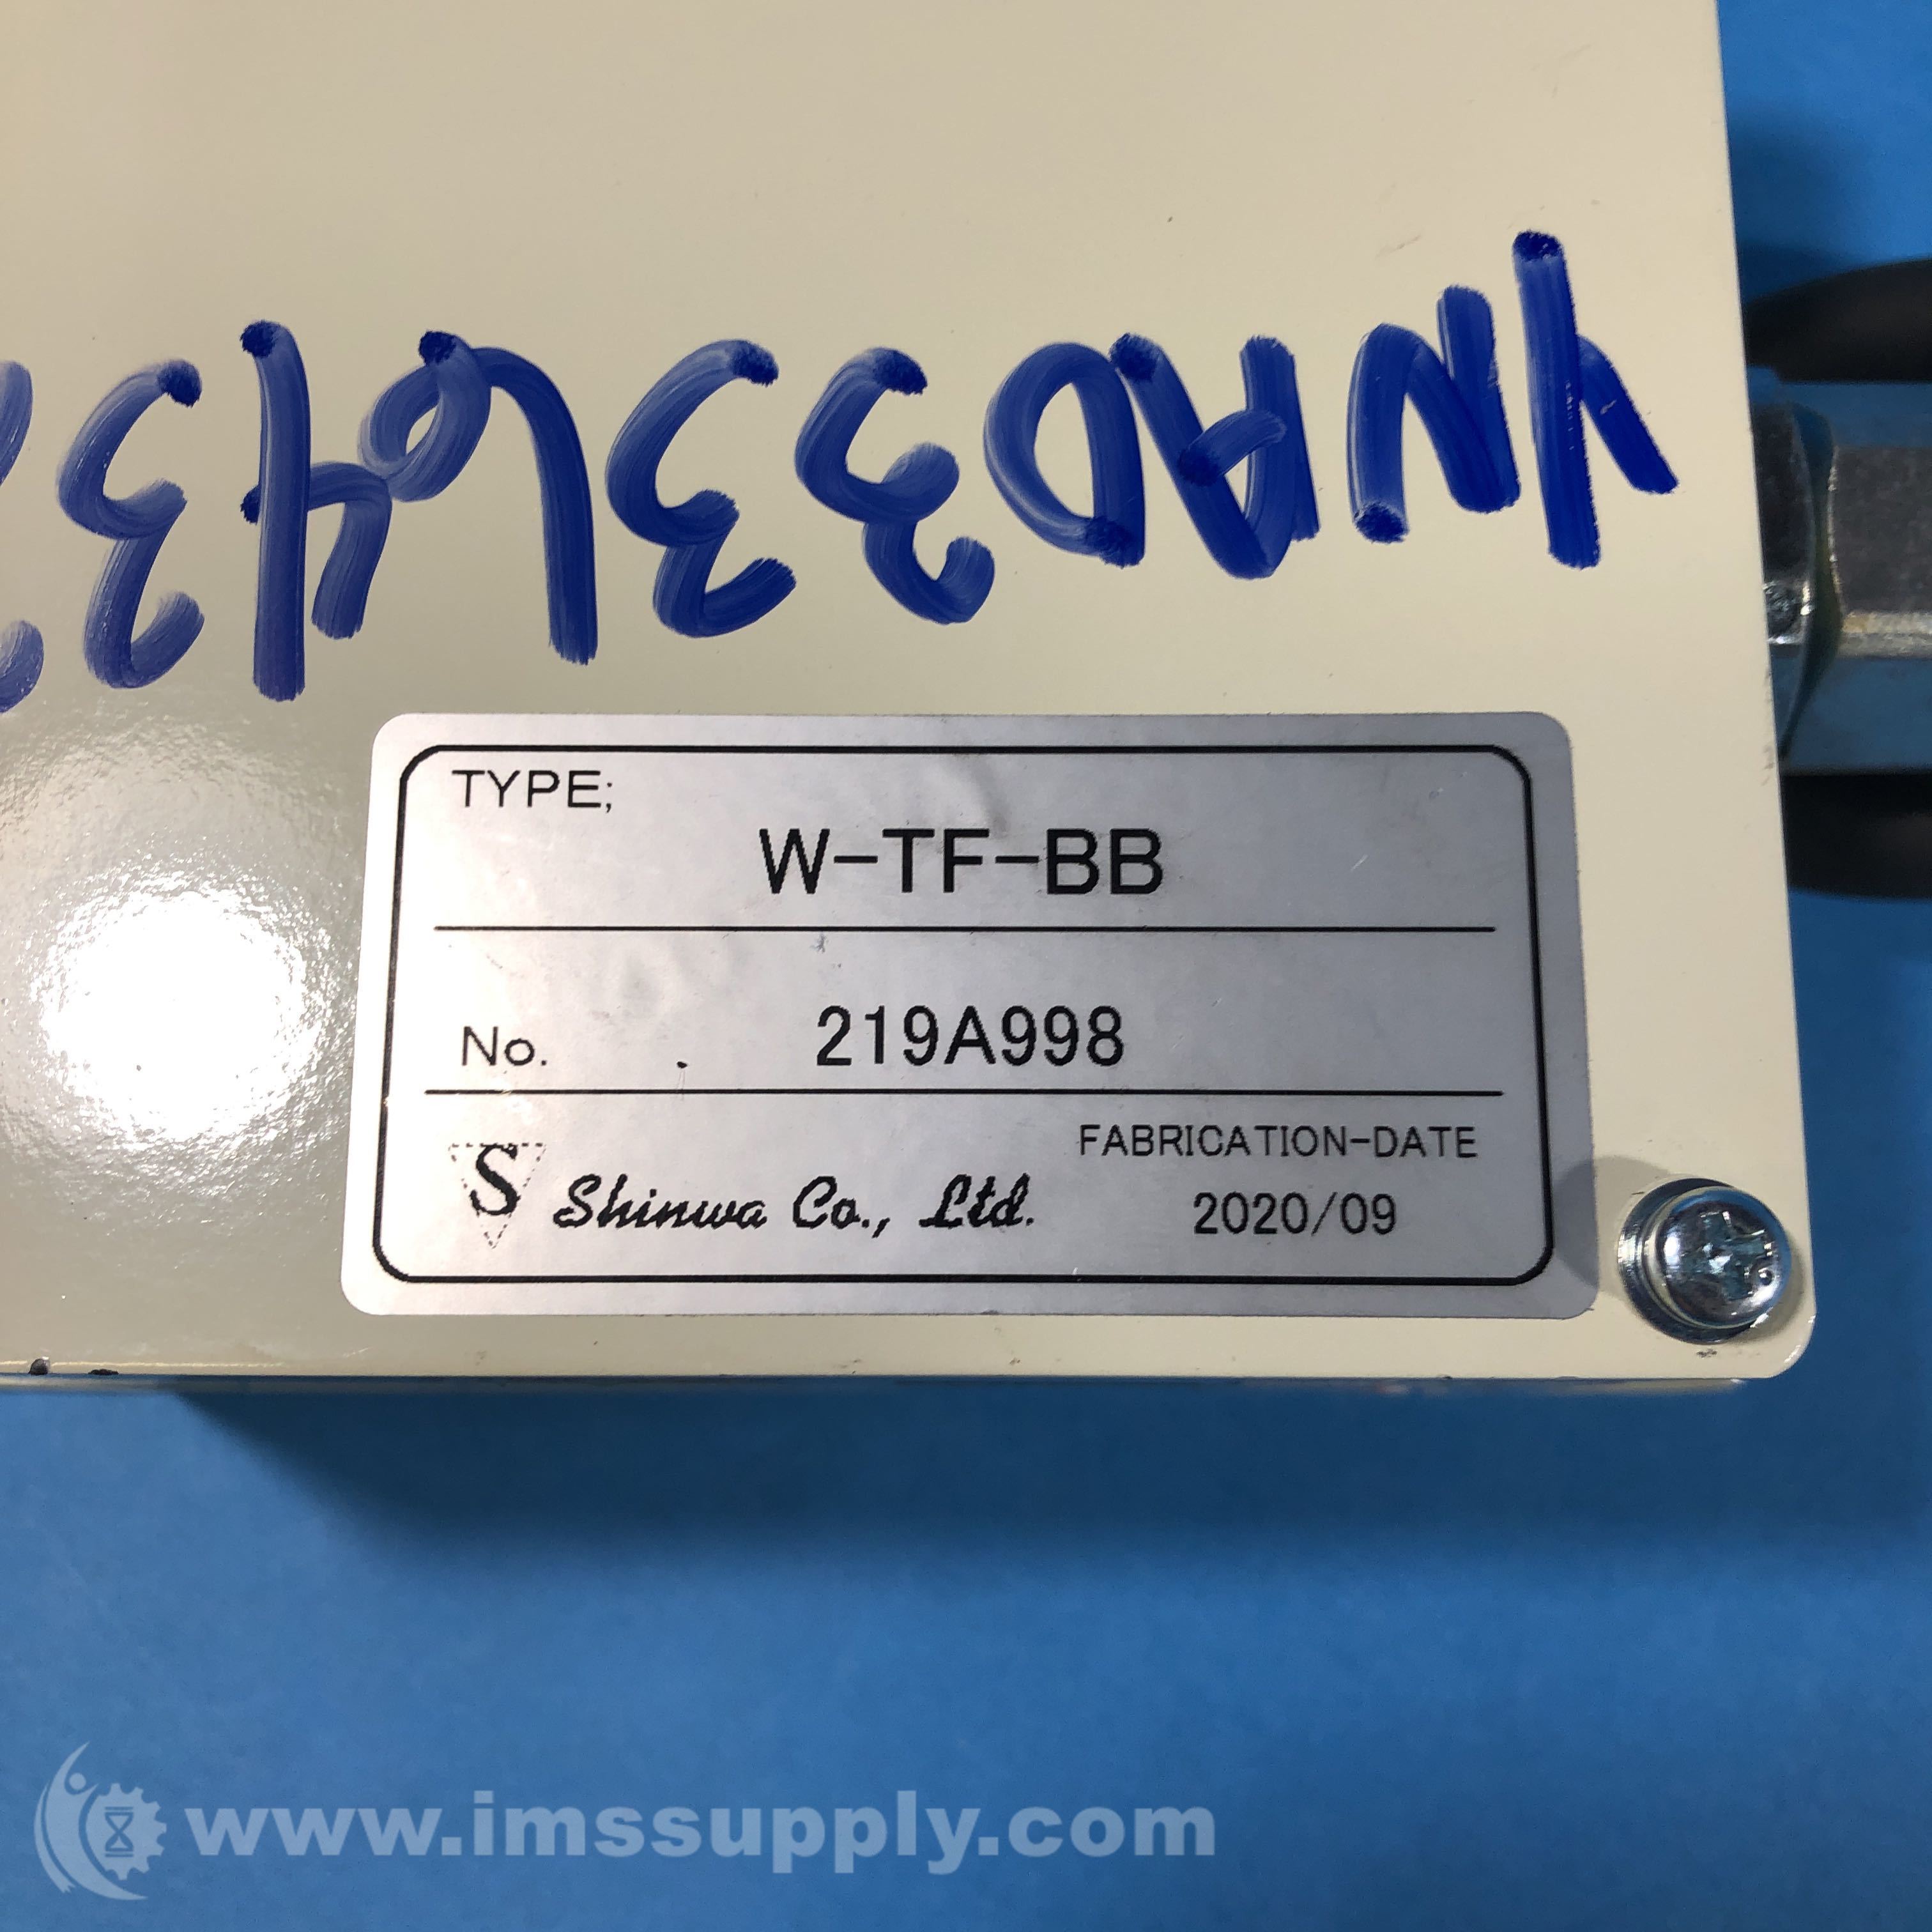 TYPE;
W-TF-BB
No. 219A998
S Shinwa Co., Ltd.
FABRICATION-DATE
2020/09
www.imssupply.com